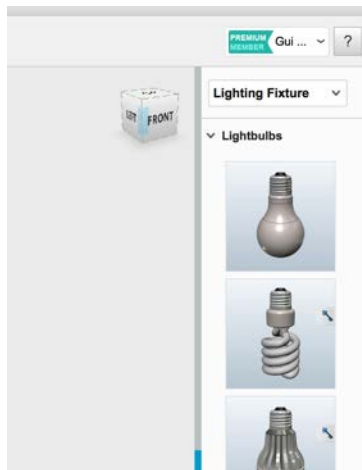 PREMIUM
MEMBER
Gui ...
?
LEFT
FRONT
Lighting Fixture
Lightbulbs